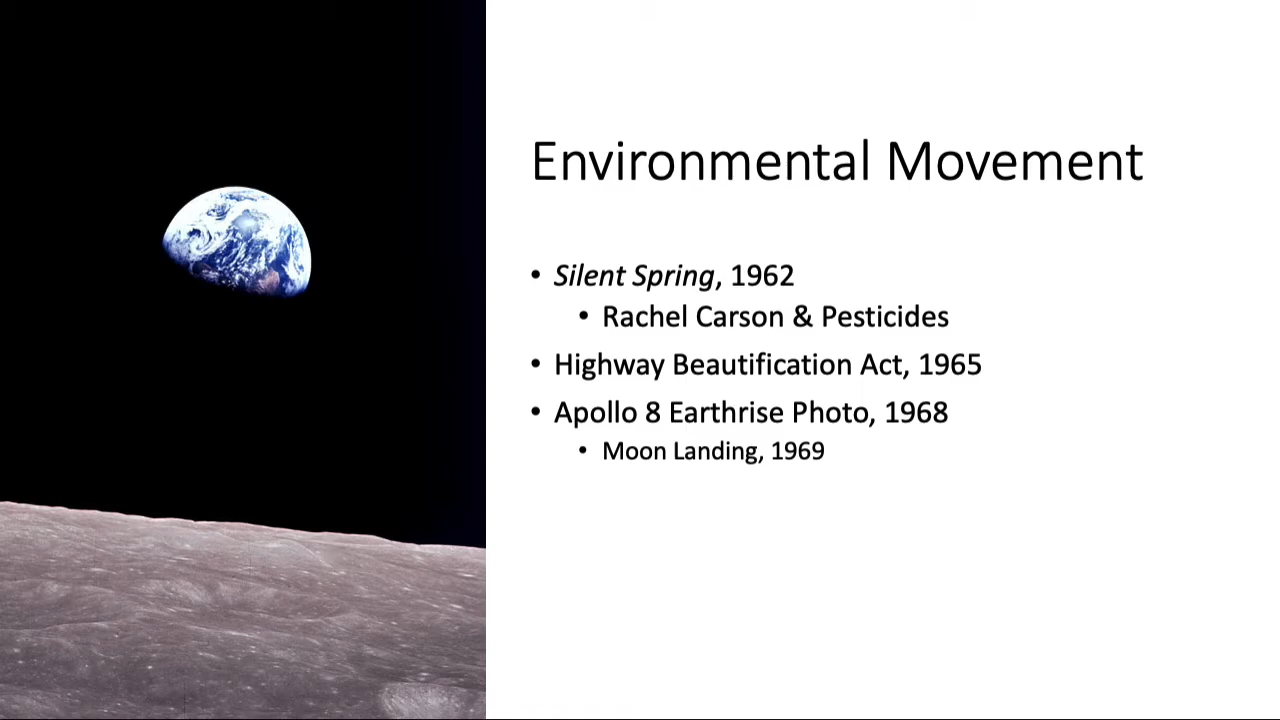 Environmental Movement
• Silent Spring, 1962
• Rachel Carson & Pesticides
• Highway Beautification Act, 1965
• Apollo 8 Earthrise Photo, 1968
• Moon Landing, 1969